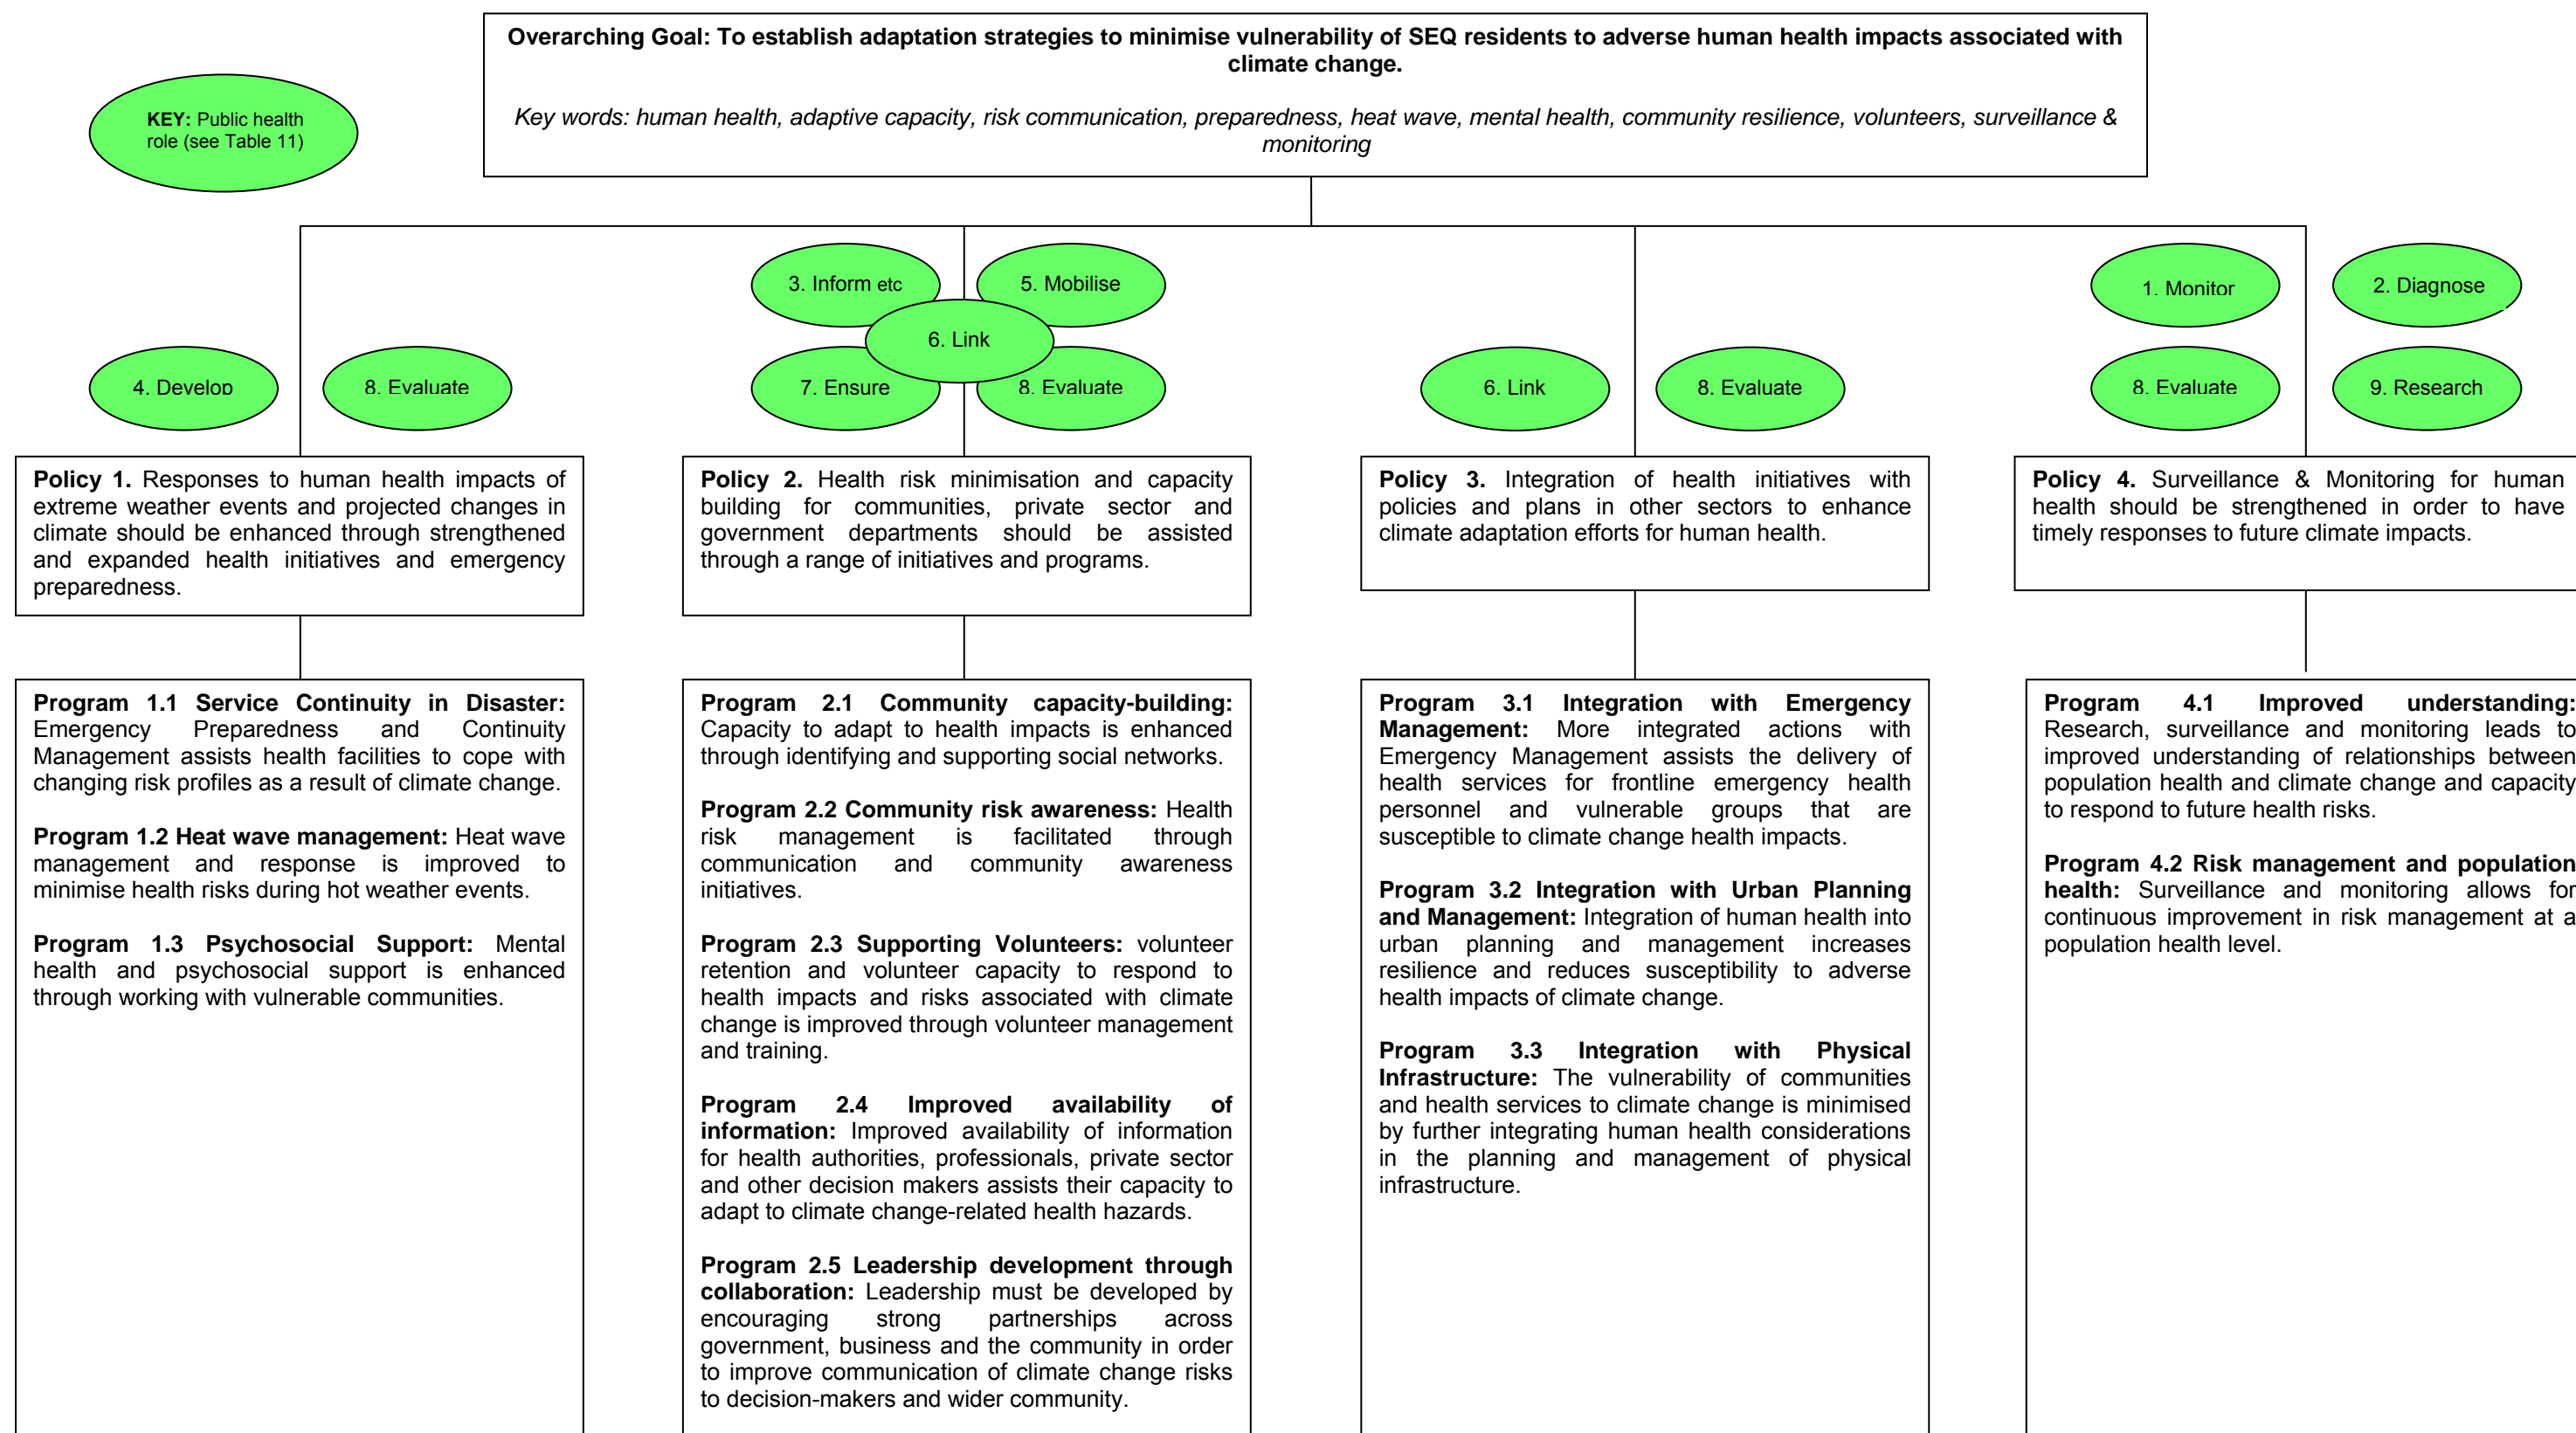 Overarching Goal: To establish adaptation strategies to minimise vulnerability of SEQ residents to adverse human health impacts associated with
climate change.
Key words: human health, adaptive capacity, risk communication, preparedness, heat wave, mental health, community resilience, volunteers, surveillance &
monitoring
KEY: Public health
role (see Table 11)
4. Develop
8. Evaluate
3. Inform etc
5. Mobilise
6. Link
7. Ensure
8. Evaluate
6. Link
8. Evaluate
1. Monitor
2. Diagnose
8. Evaluate
9. Research
Policy 1. Responses to human health impacts of
extreme weather events and projected changes in
climate should be enhanced through strengthened
and expanded health initiatives and emergency
preparedness.
Policy 2. Health risk minimisation and capacity
building for communities, private sector and
government departments should be assisted
through a range of initiatives and programs.
Policy 3. Integration of health initiatives with
policies and plans in other sectors to enhance
climate adaptation efforts for human health.
Policy 4. Surveillance & Monitoring for human
health should be strengthened in order to have
timely responses to future climate impacts.
Program 1.1 Service Continuity in Disaster:
Emergency Preparedness and Continuity
Management assists health facilities to cope with
changing risk profiles as a result of climate change.
Program 1.2 Heat wave management: Heat wave
management and response is improved to
minimise health risks during hot weather events.
Program 1.3 Psychosocial Support: Mental
health and psychosocial support is enhanced
through working with vulnerable communities.
Program 2.1 Community capacity-building:
Capacity to adapt to health impacts is enhanced
through identifying and supporting social networks.
Program 2.2 Community risk awareness: Health
risk management is facilitated through
communication and community awareness
initiatives.
Program 2.3 Supporting Volunteers: volunteer
retention and volunteer capacity to respond to
health impacts and risks associated with climate
change is improved through volunteer management
and training.
Program 2.4 Improved availability of
information: Improved availability of information
for health authorities, professionals, private sector
and other decision makers assists their capacity to
adapt to climate change-related health hazards.
Program 2.5 Leadership development through
collaboration: Leadership must be developed by
encouraging strong partnerships across
government, business and the community in order
to improve communication of climate change risks
to decision-makers and wider community.
Program 3.1 Integration with Emergency
Management: More integrated actions with
Emergency Management assists the delivery of
health services for frontline emergency health
personnel and vulnerable groups that are
susceptible to climate change health impacts.
Program 3.2 Integration with Urban Planning
and Management: Integration of human health into
urban planning and management increases
resilience and reduces susceptibility to adverse
health impacts of climate change.
Program 3.3 Integration with Physical
Infrastructure: The vulnerability of communities
and health services to climate change is minimised
by further integrating human health considerations
in the planning and management of physical
infrastructure.
Program 4.1 Improved understanding:
Research, surveillance and monitoring leads to
improved understanding of relationships between
population health and climate change and capacity
to respond to future health risks.
Program 4.2 Risk management and population
health: Surveillance and monitoring allows for
continuous improvement in risk management at a
population health level.